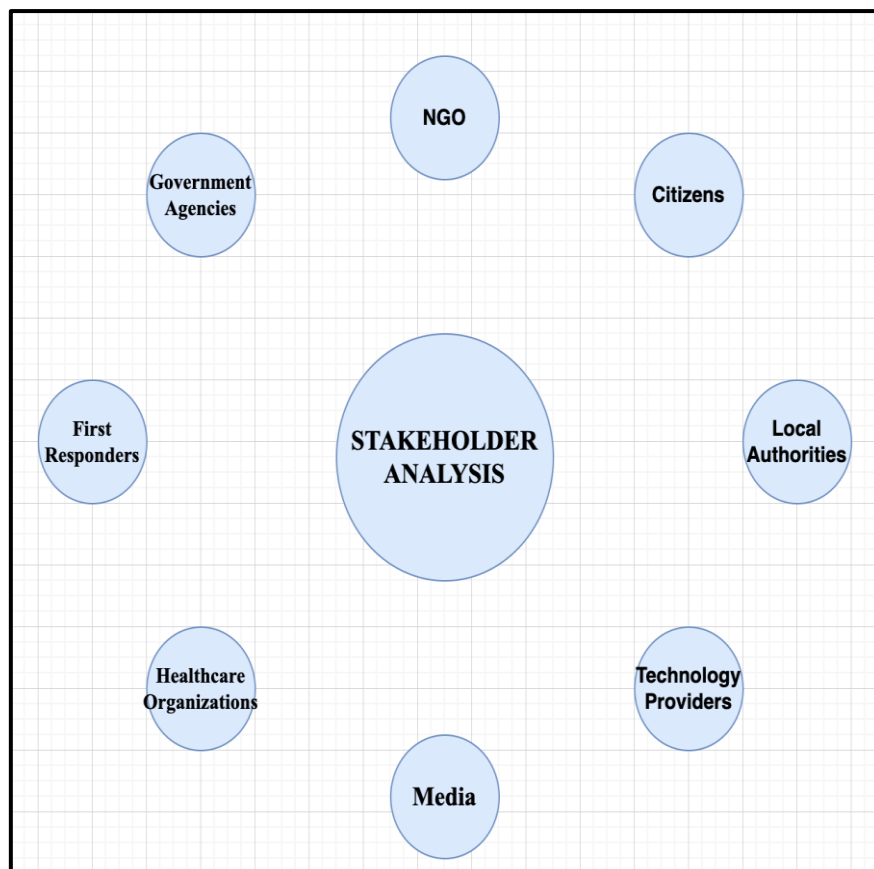 NGO
Government
Agencies
Citizens
STAKEHOLDER
ANALYSIS
First
Responders
Local
Authorities
Healthcare
Organizations
Technology
Providers
Media